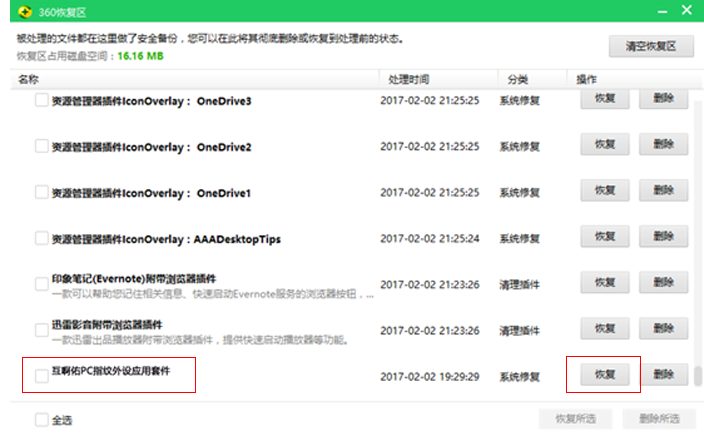 360恢复区
被处理的文件都在这里做了安全备份，您可以在此将其彻底删除或恢复到处理前的状态。
恢复区占用磁盘空间：16.16 MB
清空恢复区
名称 处理时间 分类 操作
资源管理器插件IconOverlay： OneDrive3 2017-02-02 21:25:25 系统修复 恢复 删除
资源管理器插件IconOverlay： OneDrive2 2017-02-02 21:25:25 系统修复 恢复 删除
资源管理器插件IconOverlay： OneDrive1 2017-02-02 21:25:25 系统修复 恢复 删除
资源管理器插件IconOverlay：AAADesktopTips 2017-02-02 21:25:24 系统修复 恢复 删除
印象笔记(Evernote)附带浏览器插件 2017-02-02 21:23:26 清理插件 恢复 删除
一款可以帮助您记住相关信息、快速启动Evernote服务的浏览器按钮，...
迅雷影音附带浏览器插件 2017-02-02 21:23:26 清理插件 恢复 删除
一款迅雷出品播放器附带浏览器插件，提供快速启动播放器等功能。
互啊佑PC指纹外设应用套件 2017-02-02 19:29:29 系统修复 恢复 删除
全选 恢复所选 删除所选